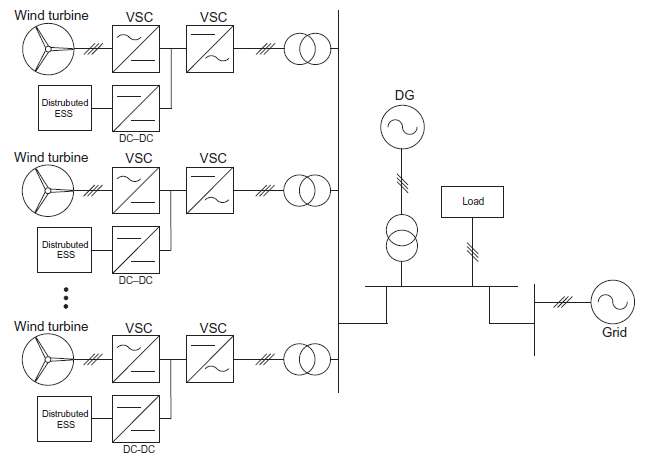 Wind turbine VSC VSC
Distrubuted
ESS
DC–DC
DG
Wind turbine VSC VSC
Load
Distrubuted
ESS
DC–DC
Wind turbine VSC VSC
Grid
Distrubuted
ESS
DC-DC